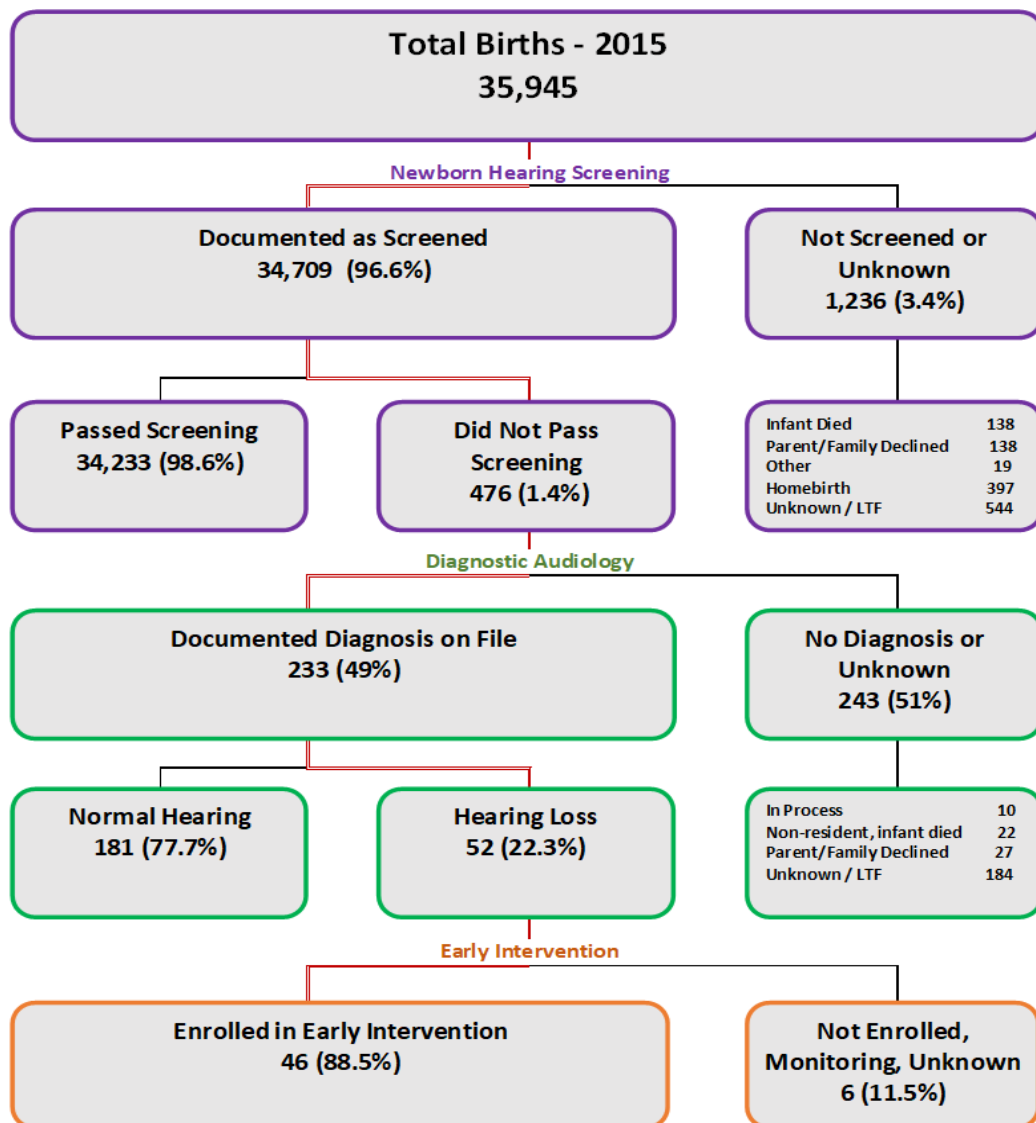 Total Births - 2015
35,945
Newborn Hearing Screening
Documented as Screened
34,709 (96.6%)
Not Screened or
Unknown
1,236 (3.4%)
Passed Screening
34,233 (98.6%)
Did Not Pass
Screening
476 (1.4%)
Infant Died 138
Parent/Family Declined 138
Other 19
Homebirth 397
Unknown / LTF 544
Diagnostic Audiology
Documented Diagnosis on File
233 (49%)
No Diagnosis or
Unknown
243 (51%)
Normal Hearing
181 (77.7%)
Hearing Loss
52 (22.3%)
In Process 10
Non-resident, infant died 22
Parent/Family Declined 27
Unknown / LTF 184
Early Intervention
Enrolled in Early Intervention
46 (88.5%)
Not Enrolled,
Monitoring, Unknown
6 (11.5%)